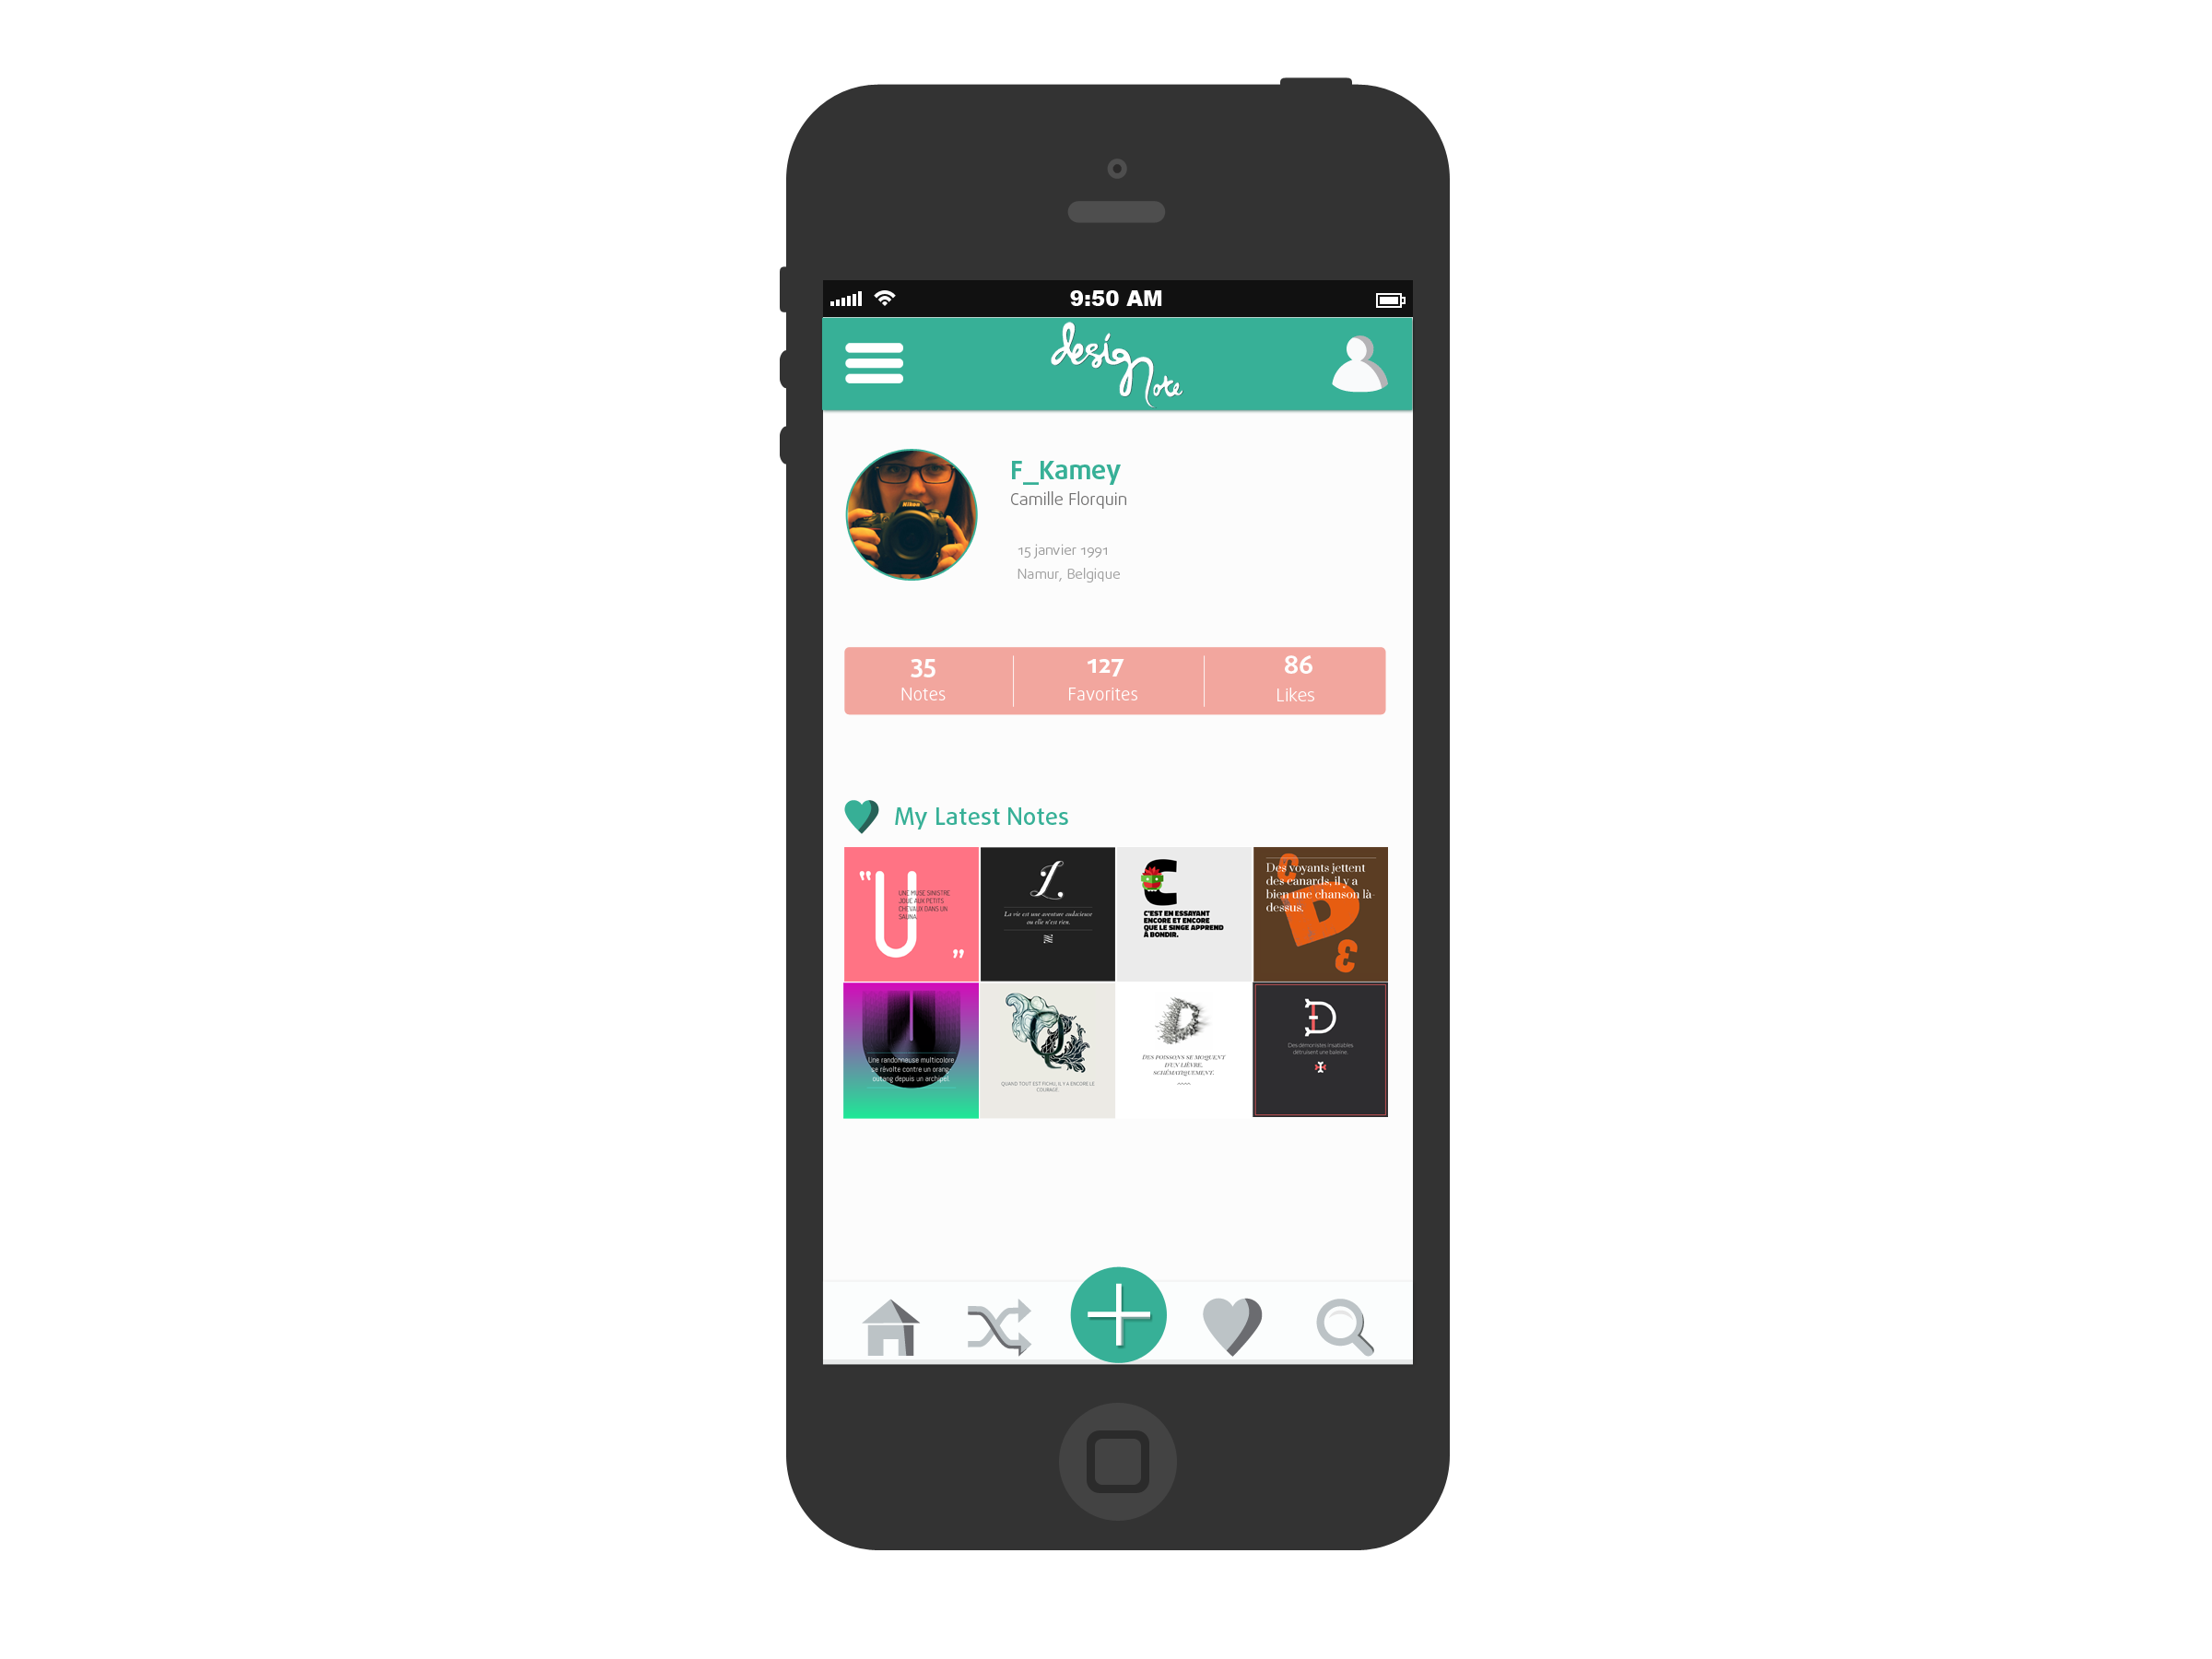 9:50 AM
design
Note
Nikon
F_Kamey
Camille Florquin
15 janvier 1991
Namur, Belgique
35
Notes
127
Favorites
86
Likes
My Latest Notes
“
U
UNE MUSE SINISTRE
JOUE AUX PETITS
CHEVAUX DANS UN
SAUNA.
”
L
La vie est une aventure audacieuse
ou elle n'est rien.
C
C'EST EN ESSAYANT
ENCORE ET ENCORE
QUE LE SINGE APPREND
À BONDIR.
D
Des voyants jettent
des canards, il y a
bien une chanson là-
dessus.
Une randonneuse multicolore
se révolte contre un orang-
outang depuis un archipel.
Q
QUAND TOUT EST FICHU, IL Y A ENCORE LE
COURAGE.
D
DES POISSONS SE MOQUENT
D'UN LIÈVRE,
SCHÉMATIQUEMENT.
D
Des démonistes insatiables
détruisent une baleine.